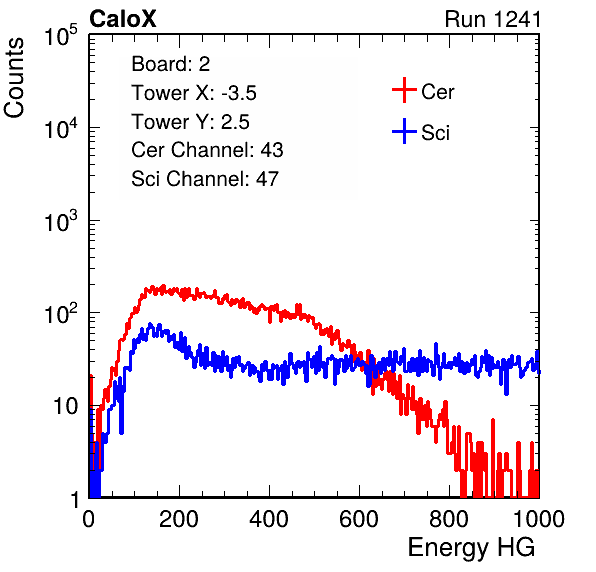 CaloX Run 1241
Counts
10^5
10^4
10^3
10^2
10
1
Board: 2
Tower X: -3.5
Tower Y: 2.5
Cer Channel: 43
Sci Channel: 47
Cer
Sci
0 200 400 600 800 1000
Energy HG